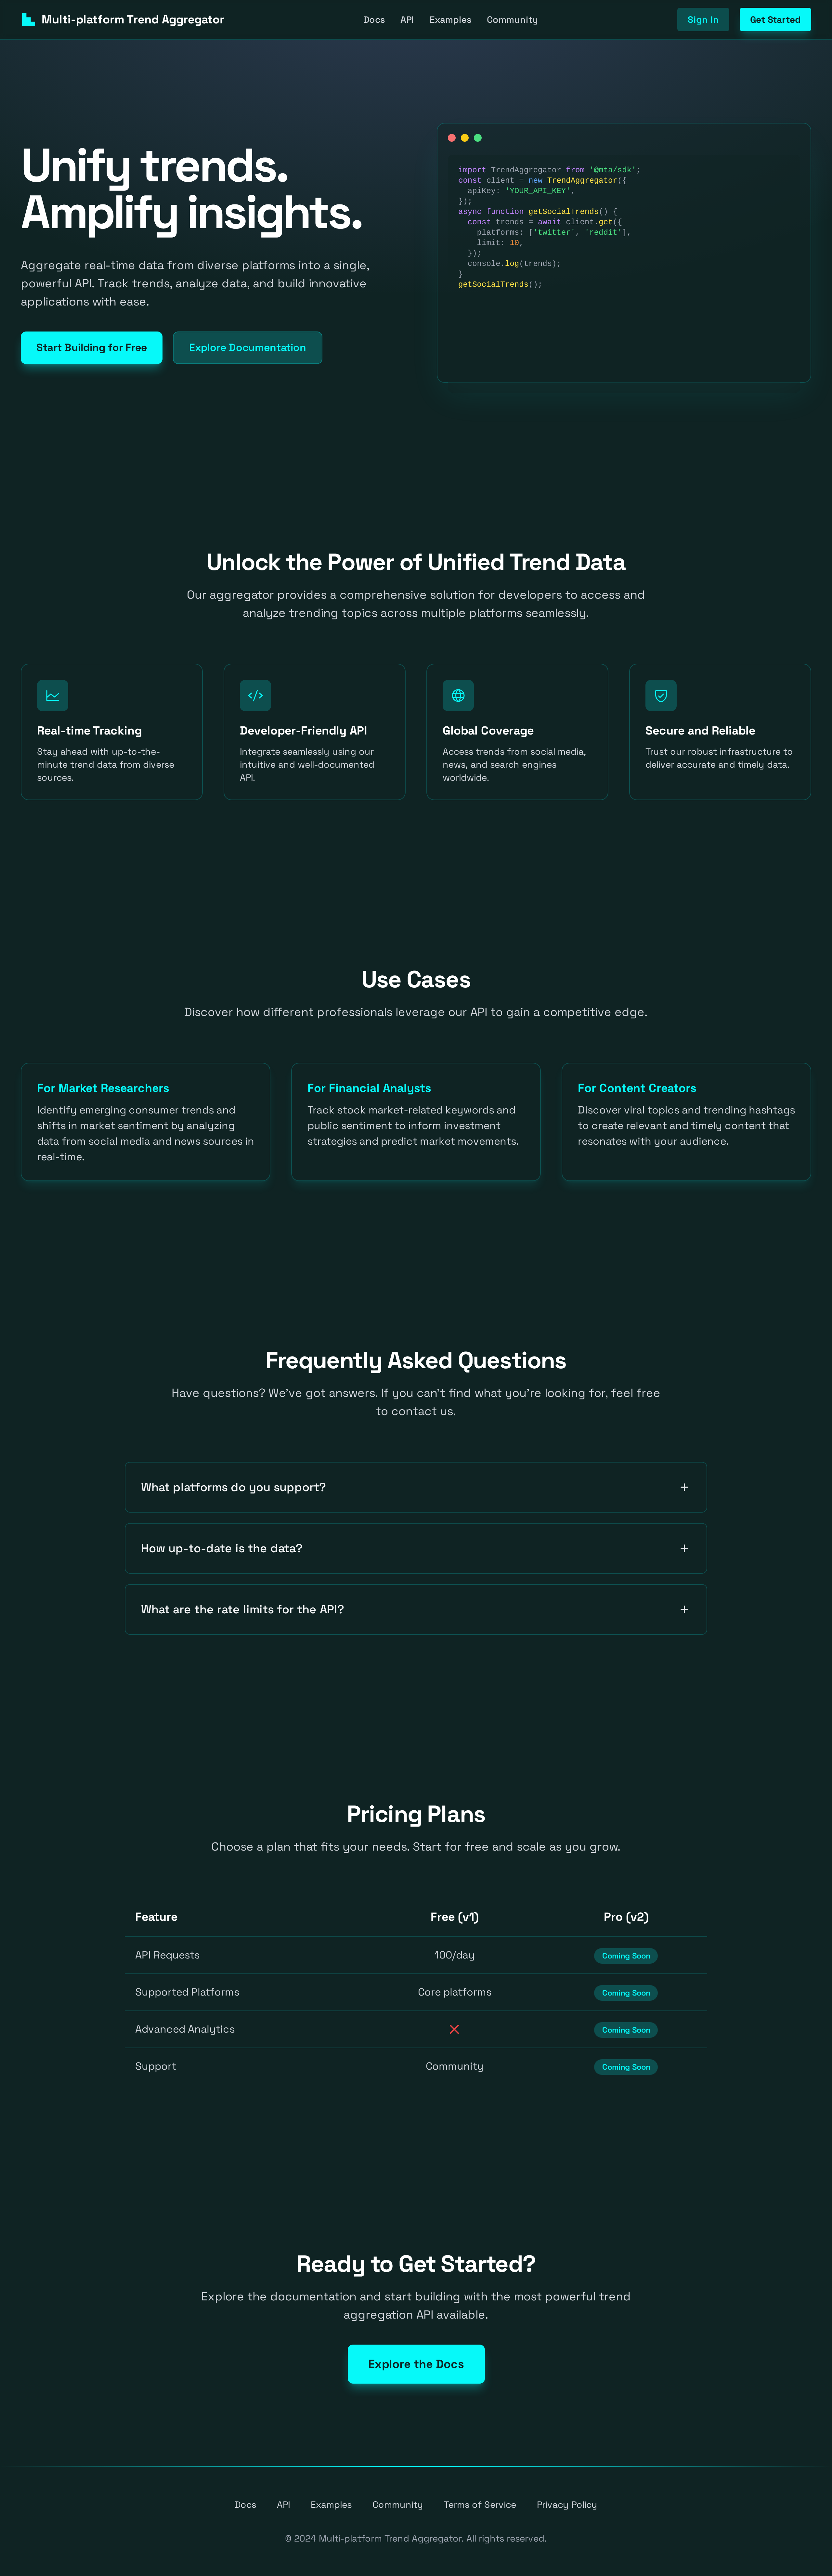 Multi-platform Trend Aggregator
Docs API Examples Community
Sign In
Get Started
Unify trends.
Amplify insights.
Aggregate real-time data from diverse platforms into a single,
powerful API. Track trends, analyze data, and build innovative
applications with ease.
Start Building for Free
Explore Documentation
import TrendAggregator from '@mta/sdk';
const client = new TrendAggregator({
  apiKey: 'YOUR_API_KEY',
});
async function getSocialTrends() {
  const trends = await client.get({
    platforms: ['twitter', 'reddit'],
    limit: 10,
  });
  console.log(trends);
}
getSocialTrends();
Unlock the Power of Unified Trend Data
Our aggregator provides a comprehensive solution for developers to access and
analyze trending topics across multiple platforms seamlessly.
Real-time Tracking
Stay ahead with up-to-the-
minute trend data from diverse
sources.
Developer-Friendly API
Integrate seamlessly using our
intuitive and well-documented
API.
Global Coverage
Access trends from social media,
news, and search engines
worldwide.
Secure and Reliable
Trust our robust infrastructure to
deliver accurate and timely data.
Use Cases
Discover how different professionals leverage our API to gain a competitive edge.
For Market Researchers
Identify emerging consumer trends and
shifts in market sentiment by analyzing
data from social media and news sources in
real-time.
For Financial Analysts
Track stock market-related keywords and
public sentiment to inform investment
strategies and predict market movements.
For Content Creators
Discover viral topics and trending hashtags
to create relevant and timely content that
resonates with your audience.
Frequently Asked Questions
Have questions? We've got answers. If you can't find what you're looking for, feel free
to contact us.
What platforms do you support? +
How up-to-date is the data? +
What are the rate limits for the API? +
Pricing Plans
Choose a plan that fits your needs. Start for free and scale as you grow.
Feature Free (v1) Pro (v2)
API Requests 100/day Coming Soon
Supported Platforms Core platforms Coming Soon
Advanced Analytics Coming Soon
Support Community Coming Soon
Ready to Get Started?
Explore the documentation and start building with the most powerful trend
aggregation API available.
Explore the Docs
Docs API Examples Community Terms of Service Privacy Policy
© 2024 Multi-platform Trend Aggregator. All rights reserved.